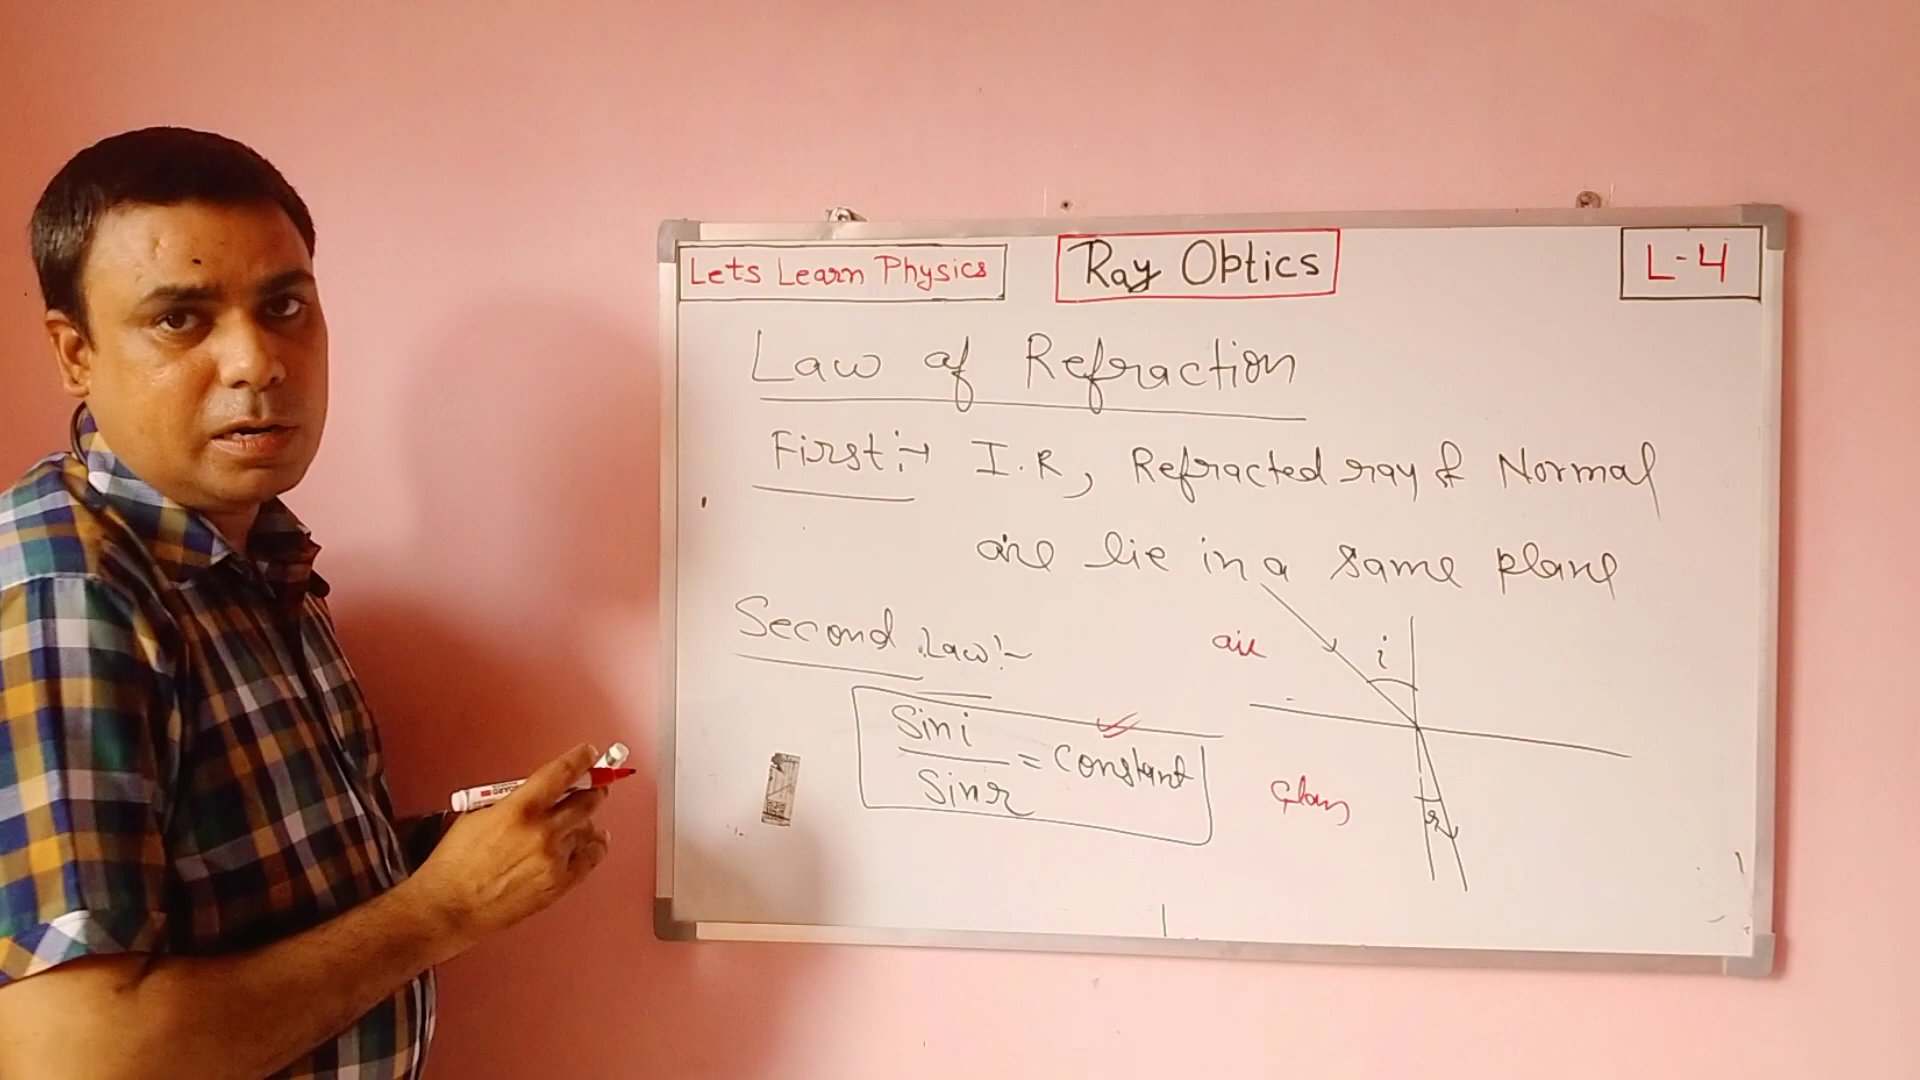 Lets Learn Physics
Ray Optics
L-4
Law of Refraction
First:→ I.R, Refracted ray & Normal
are lie in a same plane
Second Law:-
Sin i
Sin r
= Constant
air
i
Glass
r